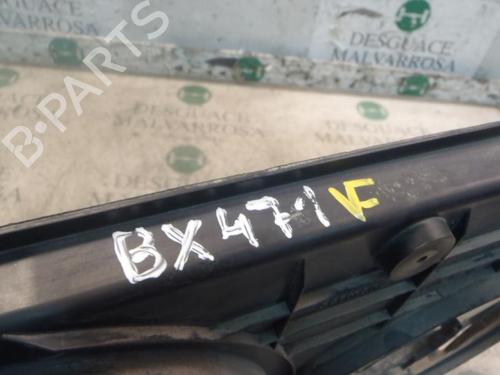 B-PARTS
DESGUACE
MALVARROSA
DESGUACE
MALVARROSA
BX471 VF